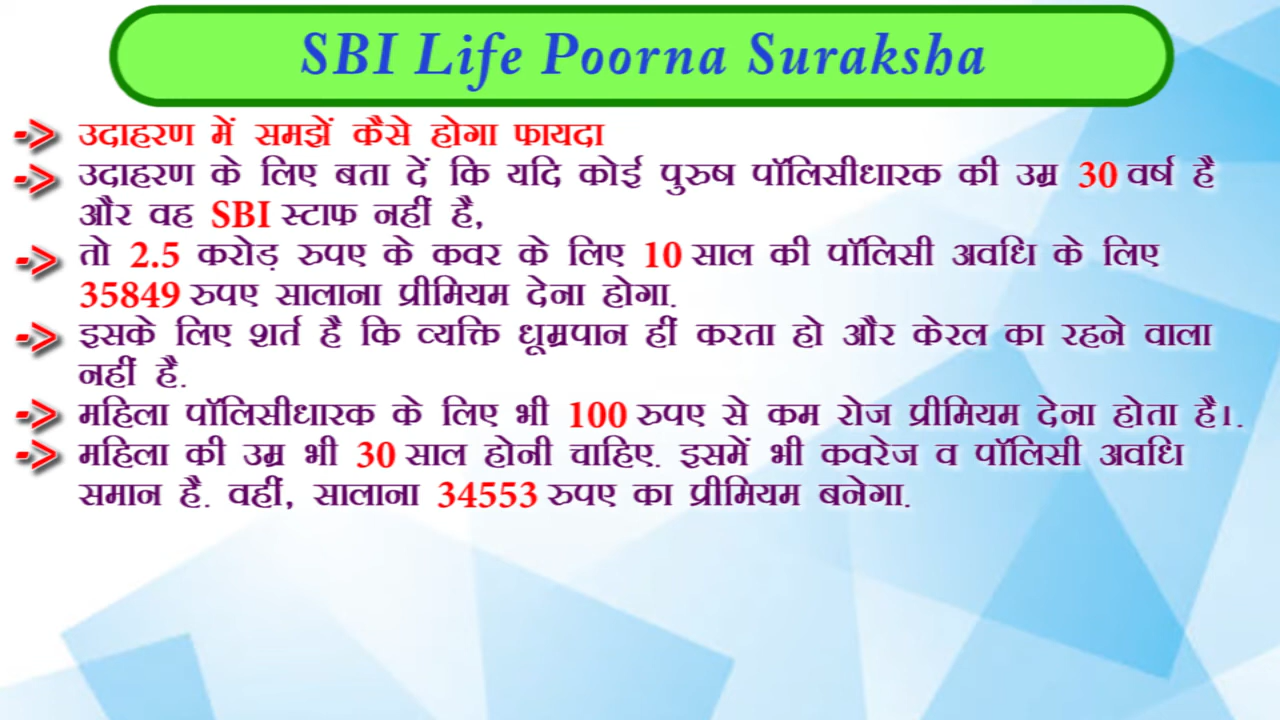 SBI Life Poorna Suraksha
-> उदाहरण में समझें कैसे होगा फायदा
-> उदाहरण के लिए बता दें कि यदि कोई पुरुष पॉलिसीधारक की उम्र 30 वर्ष है
और वह SBI स्टाफ नहीं है,
-> तो 2.5 करोड़ रुपए के कवर के लिए 10 साल की पॉलिसी अवधि के लिए
35849 रुपए सालाना प्रीमियम देना होगा.
-> इसके लिए शर्त है कि व्यक्ति धूम्रपान हीं करता हो और केरल का रहने वाला
नहीं है.
-> महिला पॉलिसीधारक के लिए भी 100 रुपए से कम रोज प्रीमियम देना होता है।.
-> महिला की उम्र भी 30 साल होनी चाहिए. इसमें भी कवरेज व पॉलिसी अवधि
समान है. वहीं, सालाना 34553 रुपए का प्रीमियम बनेगा.